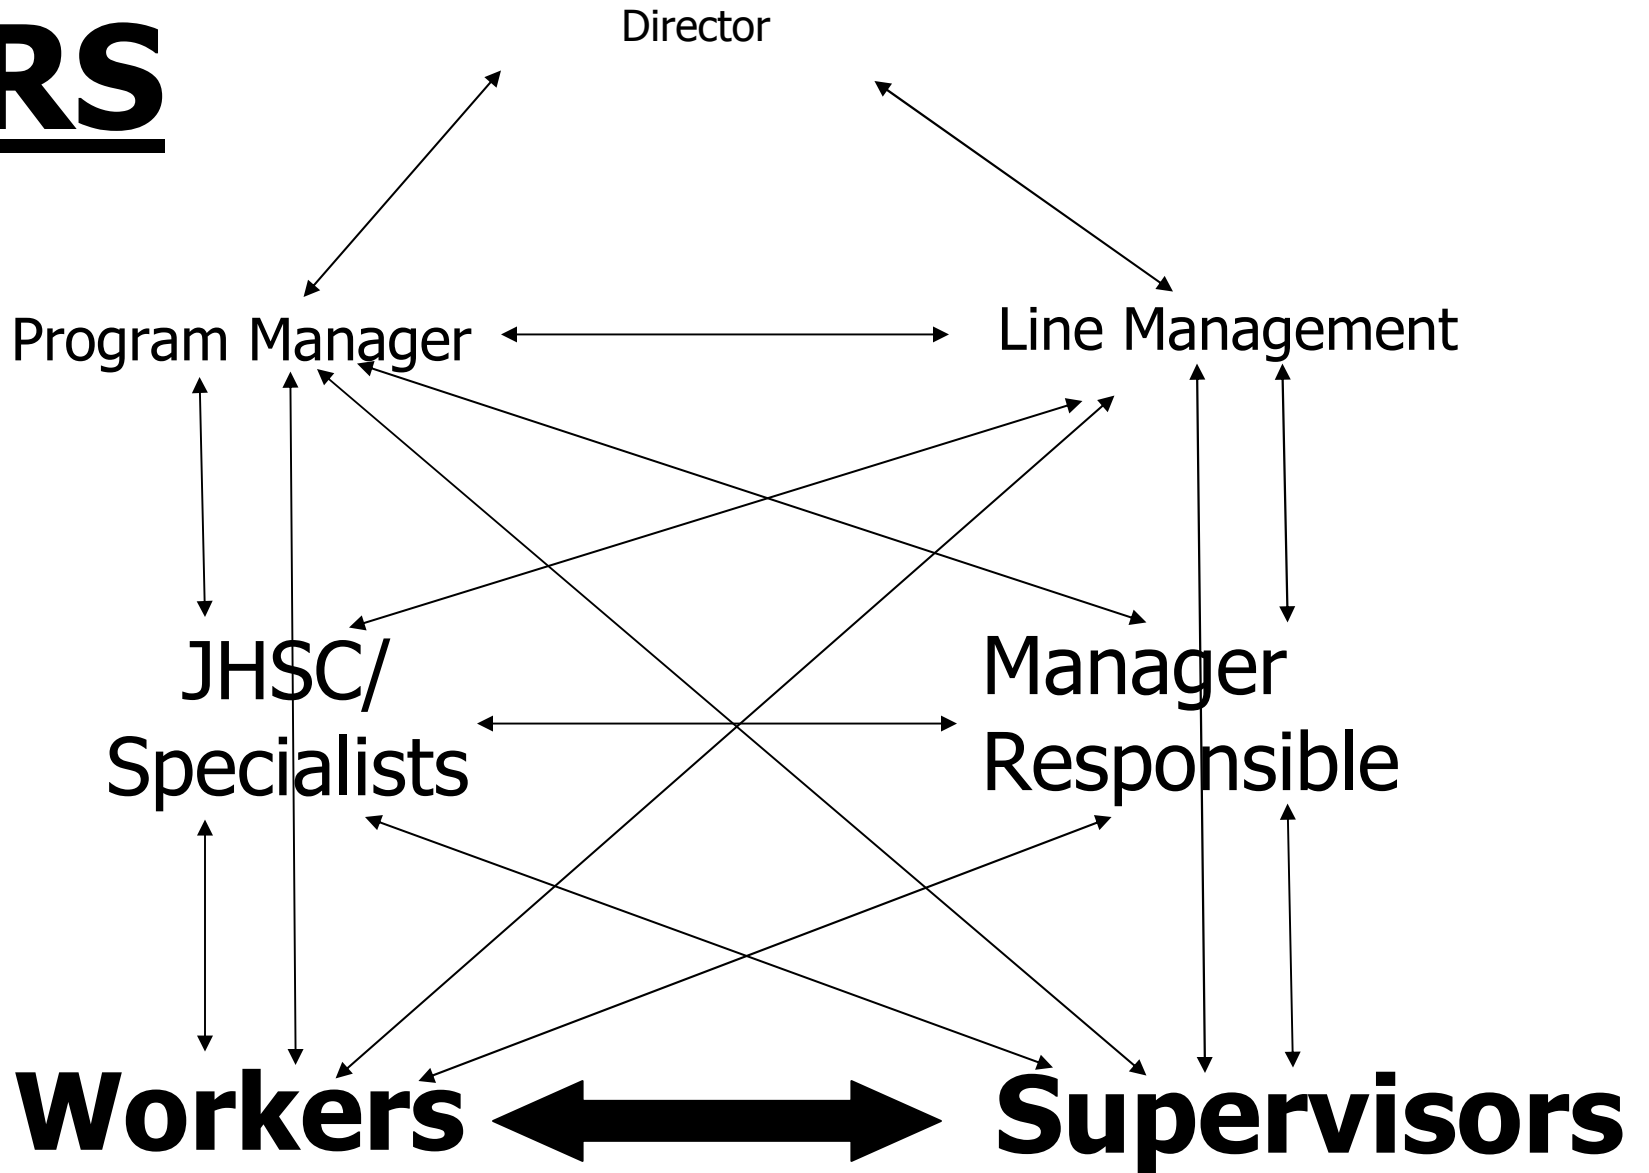 RS
Director
Program Manager
Line Management
JHSC/
Specialists
Manager
Responsible
Workers
Supervisors